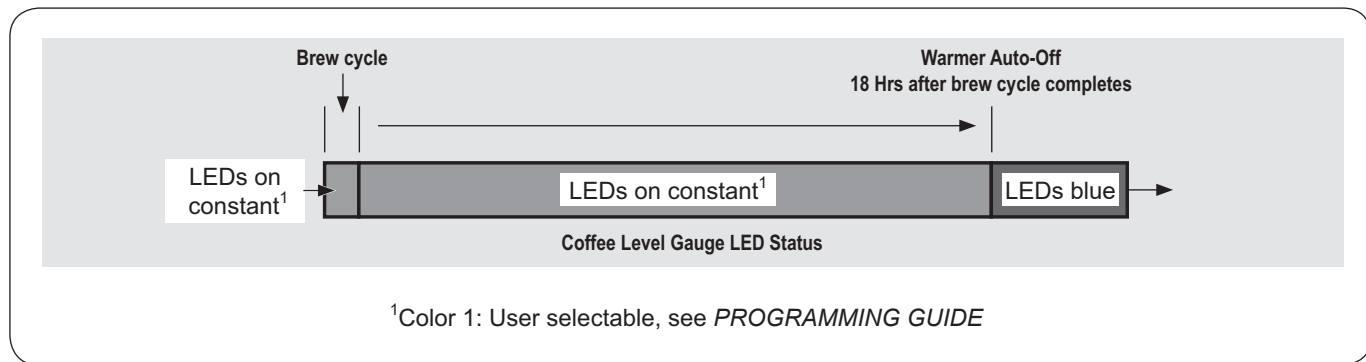 Brew cycle
Warmer Auto-Off
18 Hrs after brew cycle completes
LEDs on
constant¹
LEDs on constant¹
LEDs blue
Coffee Level Gauge LED Status
¹Color 1: User selectable, see PROGRAMMING GUIDE